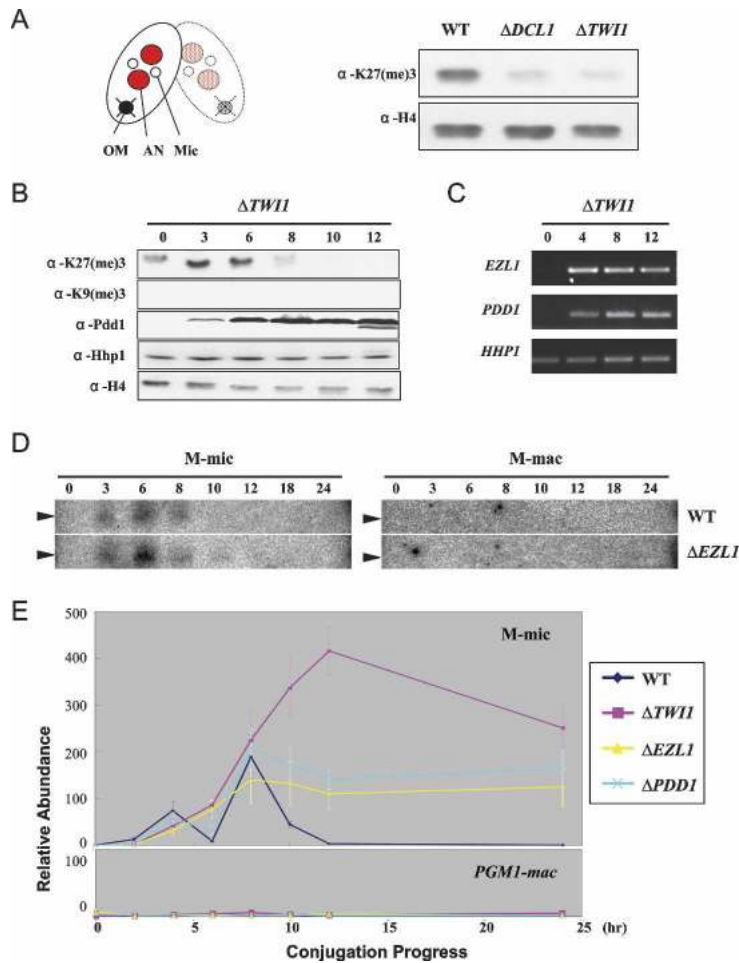 A
OM AN Mic
WT ΔDCL1 ΔTWI1
α-K27(me)3
α-H4
B
ΔTWI1
0 3 6 8 10 12
α-K27(me)3
α-K9(me)3
α-Pdd1
α-Hhp1
α-H4
C
ΔTWI1
0 4 8 12
EZL1
PDD1
HHP1
D
M-mic
0 3 6 8 10 12 18 24
M-mac
0 3 6 8 10 12 18 24
WT
ΔEZL1
E
500
400
300
200
100
0
M-mic
WT
ΔTWI1
ΔEZL1
ΔPDD1
Relative Abundance
100
0
PGM1-mac
0 5 10 15 20 25 (hr)
Conjugation Progress